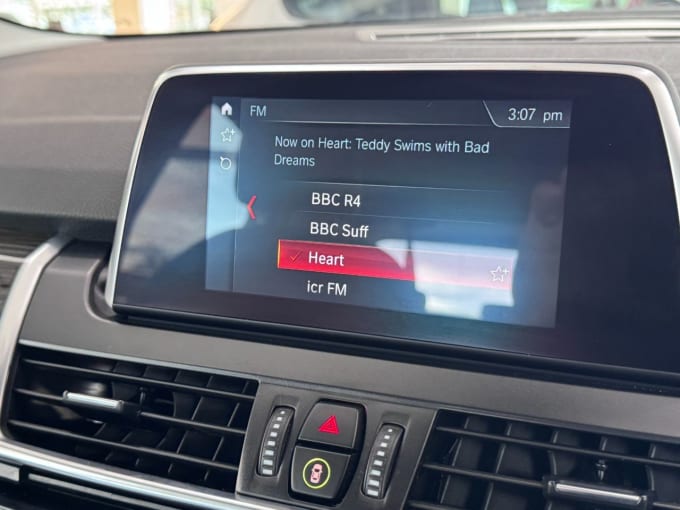 FM
3:07 pm
Now on Heart: Teddy Swims with Bad
Dreams
BBC R4
BBC Suff
Heart
icr FM